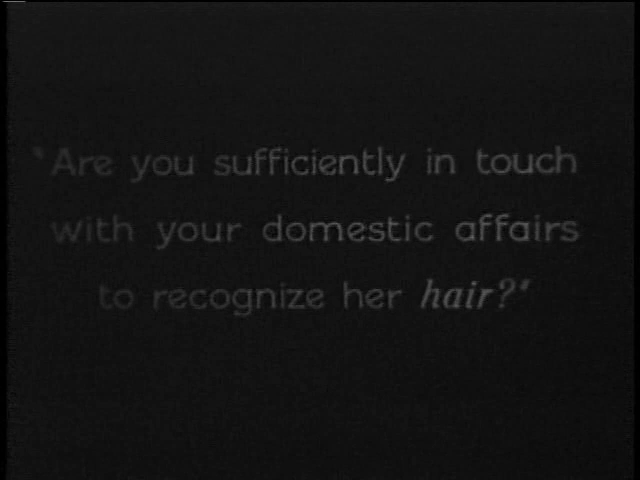 "Are you sufficiently in touch
with your domestic affairs
to recognize her hair?"